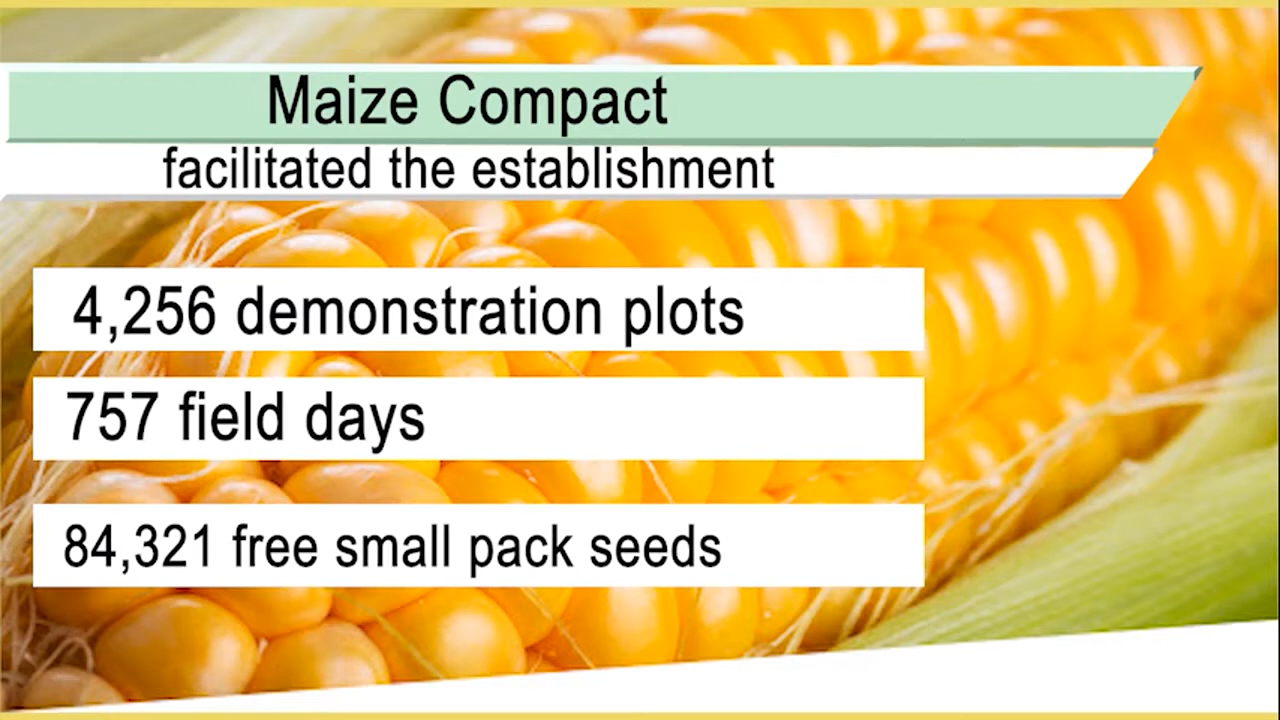 Maize Compact
facilitated the establishment
4,256 demonstration plots
757 field days
84,321 free small pack seeds